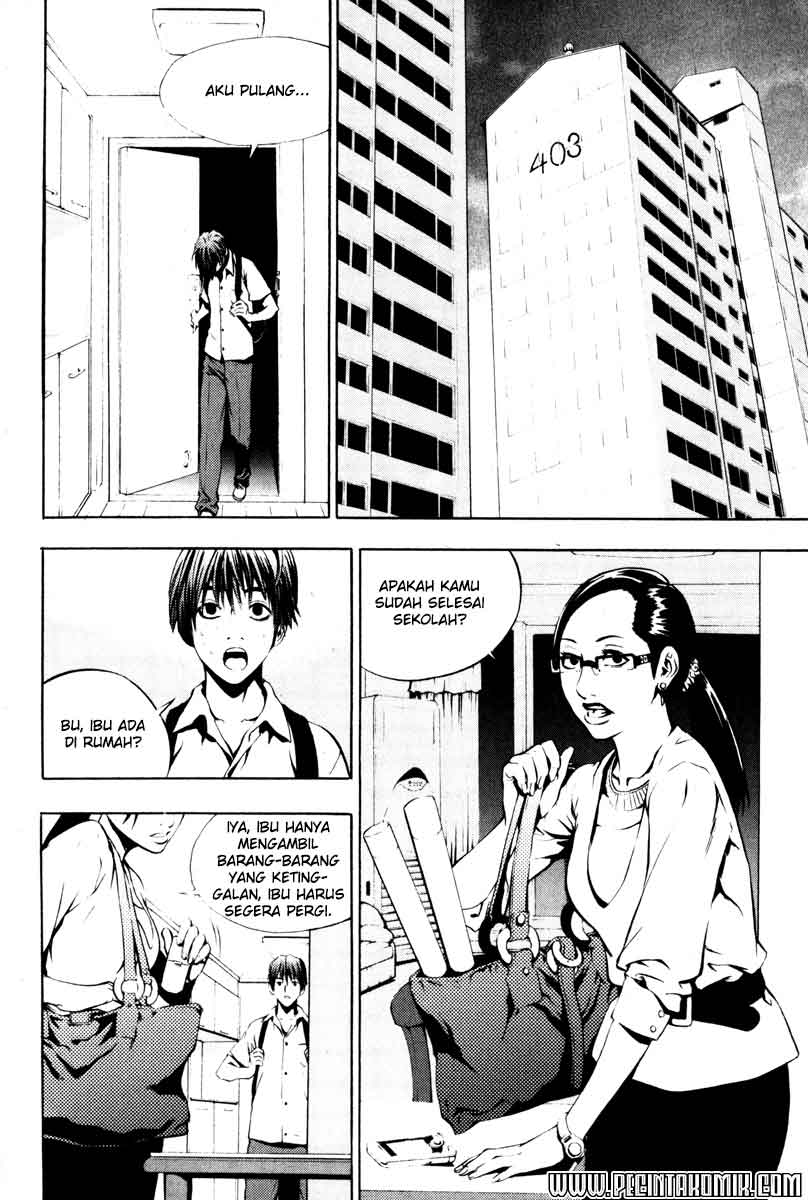 403
AKU PULANG...
APAKAH KAMU
SUDAH SELESAI
SEKOLAH?
BU, IBU ADA
DI RUMAH?
IYA, IBU HANYA
MENGAMBIL
BARANG-BARANG
YANG KETING-
GALAN, IBU HARUS
SEGERA PERGI.
WWW.PECINTAKOMIK.COM